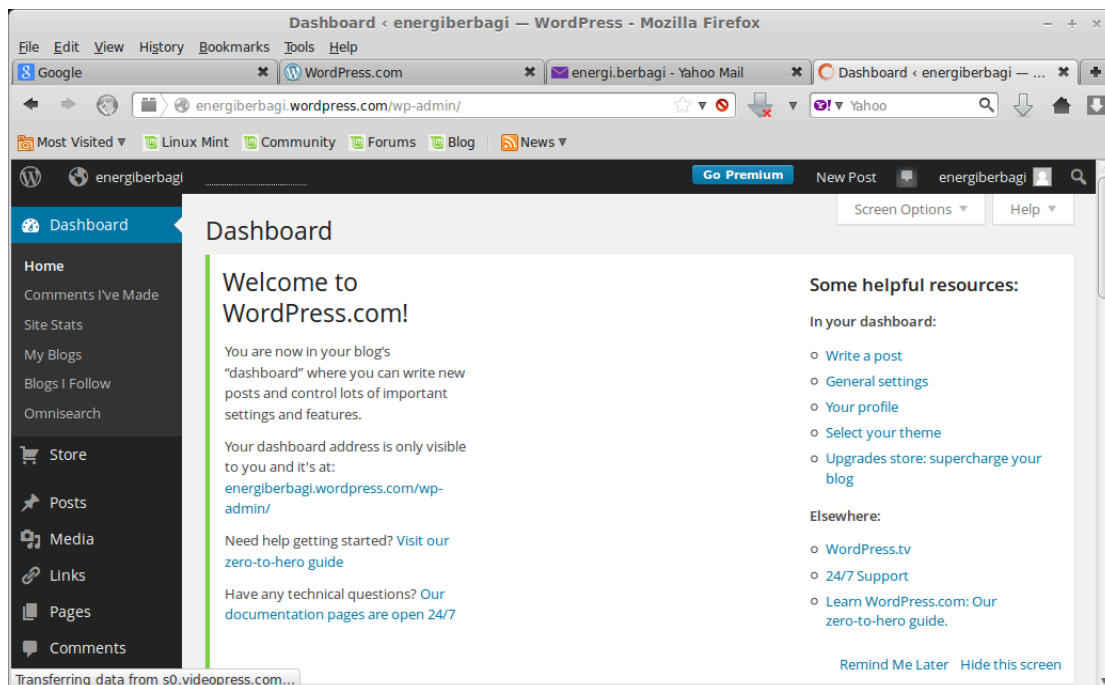 Dashboard ‹ energiberbagi — WordPress - Mozilla Firefox
File Edit View History Bookmarks Tools Help
Google WordPress.com energi.berbagi - Yahoo Mail Dashboard ‹ energiberbagi — ...
energiberbagi.wordpress.com/wp-admin/ Yahoo
Most Visited Linux Mint Community Forums Blog News
energiberbagi Go Premium New Post energiberbagi
Screen Options Help
Dashboard
Home
Comments I've Made
Site Stats
My Blogs
Blogs I Follow
Omnisearch
Store
Posts
Media
Links
Pages
Comments
Dashboard
Welcome to
WordPress.com!
You are now in your blog's
“dashboard” where you can write new
posts and control lots of important
settings and features.
Your dashboard address is only visible
to you and it's at:
energiberbagi.wordpress.com/wp-
admin/
Need help getting started? Visit our
zero-to-hero guide
Have any technical questions? Our
documentation pages are open 24/7
Some helpful resources:
In your dashboard:
Write a post
General settings
Your profile
Select your theme
Upgrades store: supercharge your
blog
Elsewhere:
WordPress.tv
24/7 Support
Learn WordPress.com: Our
zero-to-hero guide.
Remind Me Later Hide this screen
Transferring data from s0.videopress.com...